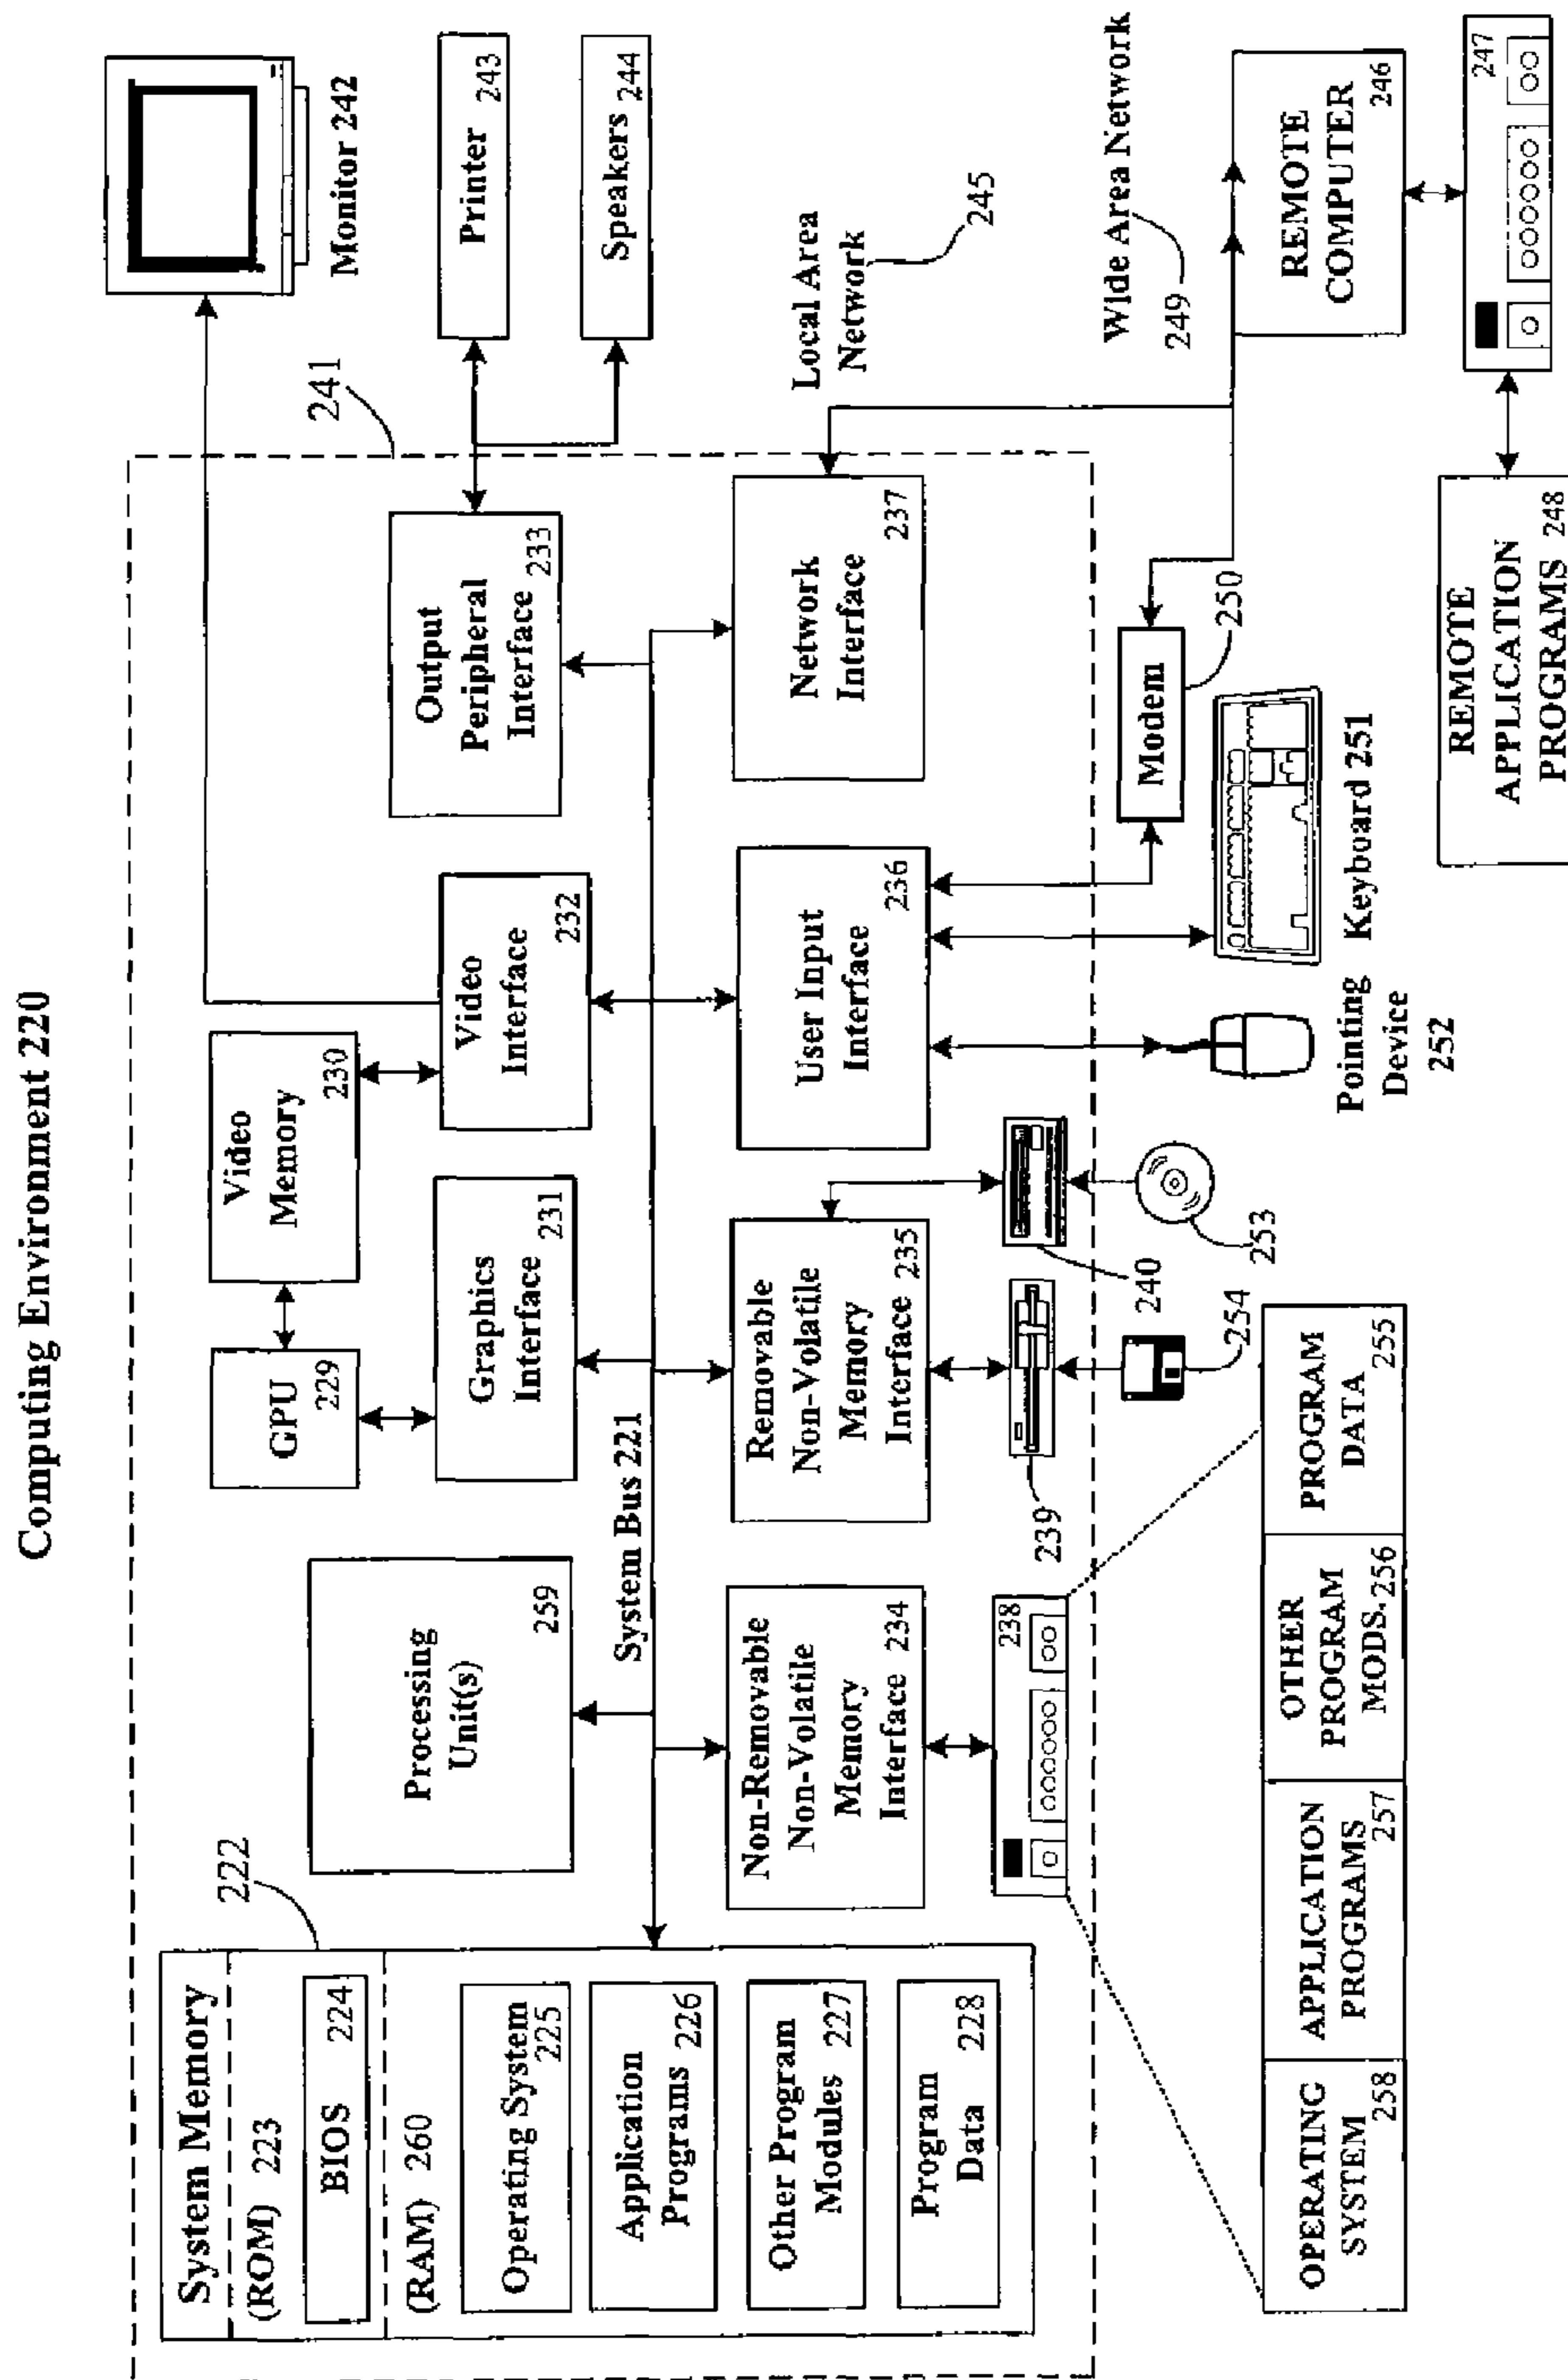 Computing Environment 220
System Memory
222
(ROM) 223
BIOS 224
(RAM) 260
Operating System
225
Application
Programs 226
Other Program
Modules 227
Program
Data 228
Processing
Unit(s)
259
System Bus 221
GPU
229
Video
Memory
230
Graphics
Interface
231
Video
Interface
232
Output
Peripheral
Interface 233
241
Monitor 242
Printer 243
Speakers 244
Non-Removable
Non-Volatile
Memory
Interface 234
Removable
Non-Volatile
Memory
Interface 235
User Input
Interface
236
Network
Interface
237
Local Area
Network
245
Wide Area Network
249
238
239
240
254
253
Modem
250
Keyboard 251
Pointing
Device
252
REMOTE
COMPUTER
246
247
REMOTE
APPLICATION
PROGRAMS 248
OPERATING
SYSTEM
258
APPLICATION
PROGRAMS
257
OTHER
PROGRAM
MODS. 256
PROGRAM
DATA
255